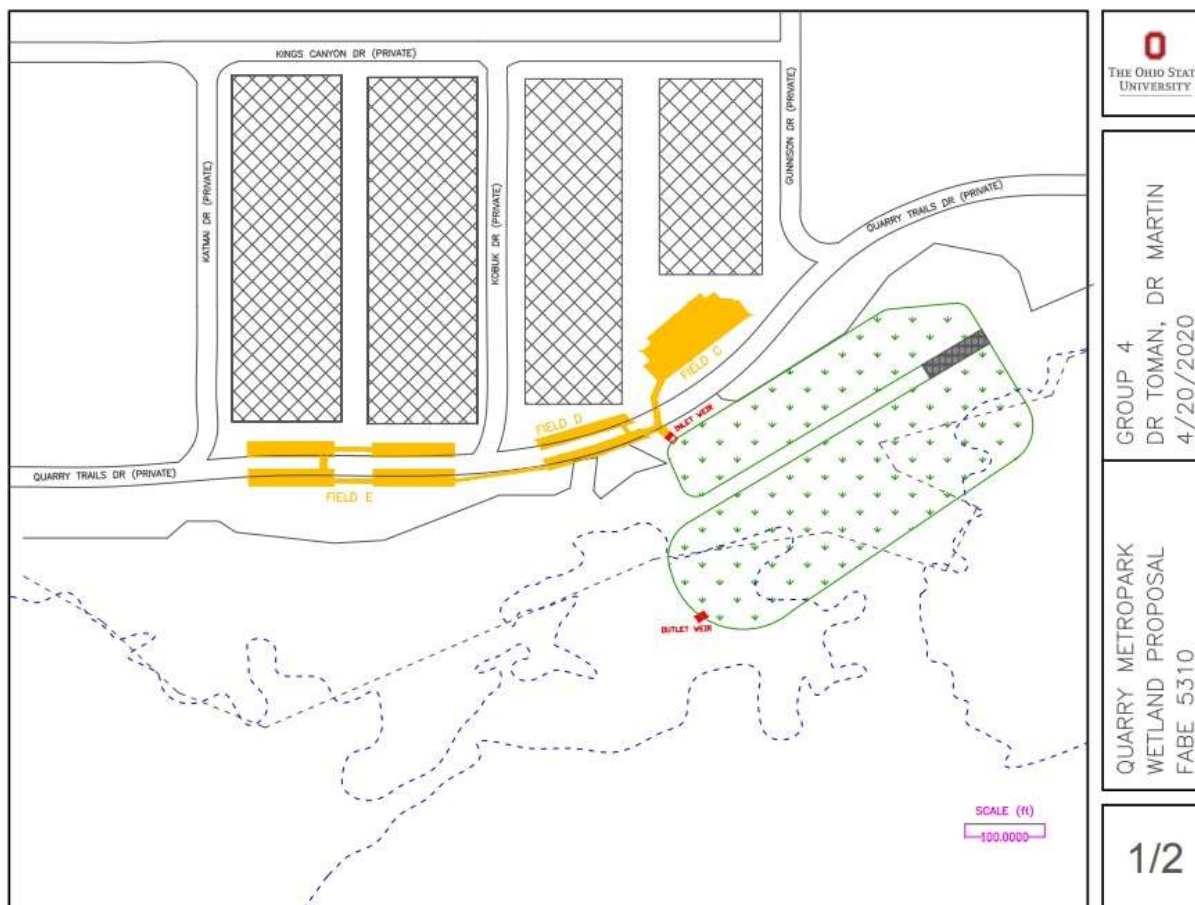 KINGS CANYON DR (PRIVATE)
KATMAI DR (PRIVATE)
KOBUK DR (PRIVATE)
GUNNISON DR (PRIVATE)
QUARRY TRAILS DR (PRIVATE)
FIELD C
FIELD D
INLET WEIR
QUARRY TRAILS DR (PRIVATE)
FIELD E
OUTLET WEIR
SCALE (ft)
100.0000
O
THE OHIO STAT
UNIVERSITY
GROUP 4
DR TOMAN, DR MARTIN
4/20/2020
QUARRY METROPARK
WETLAND PROPOSAL
FABE 5310
1/2